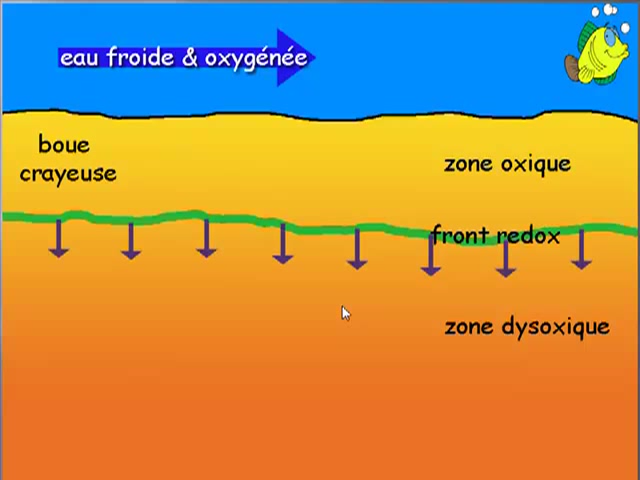 eau froide & oxygénée
boue
crayeuse
zone oxique
front redox
zone dysoxique